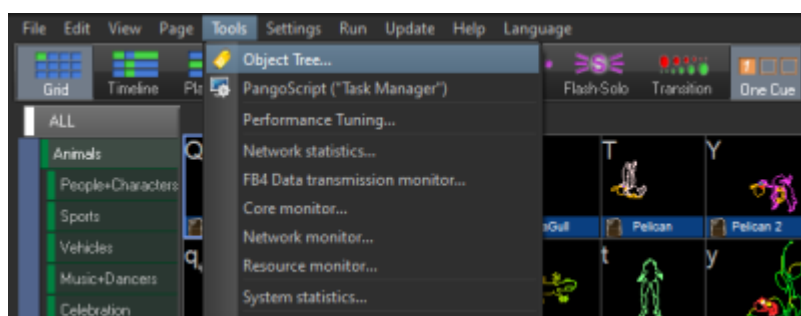 File Edit View Page Tools Settings Run Update Help Language
Grid Timeline Flash-Solo Transition One Cue
Object Tree...
PangoScript ("Task Manager")
Performance Tuning...
Network statistics...
FB4 Data transmission monitor...
Core monitor...
Network monitor...
Resource monitor...
System statistics...
ALL
Animals
People+Characters
Sports
Vehicles
Music+Dancers
Celebration
Q T Y
Pelican Pelican 2
q t y